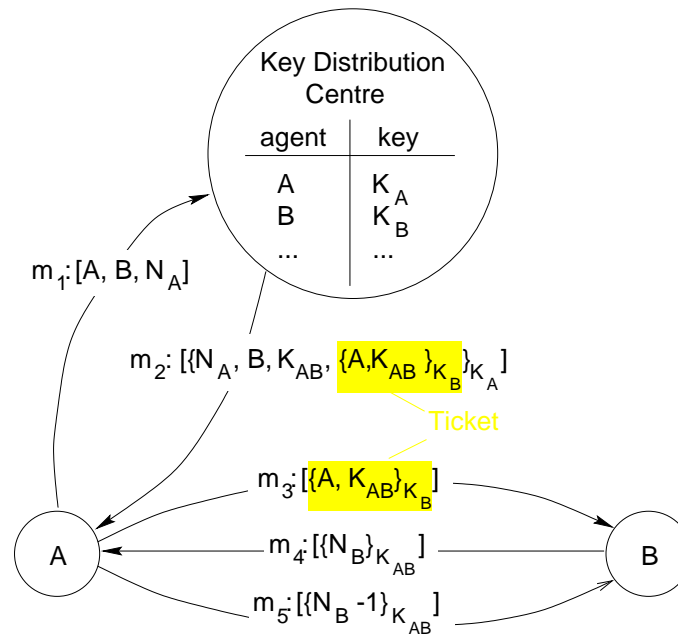 Key Distribution
Centre
agent key
A K_A
B K_B
... ...
m_1: [A, B, N_A]
m_2: [{N_A, B, K_AB, {A,K_AB }_K_B}_K_A]
Ticket
m_3: [{A, K_AB}_K_B]
A
m_4: [{N_B}_K_AB]
B
m_5: [{N_B -1}_K_AB]